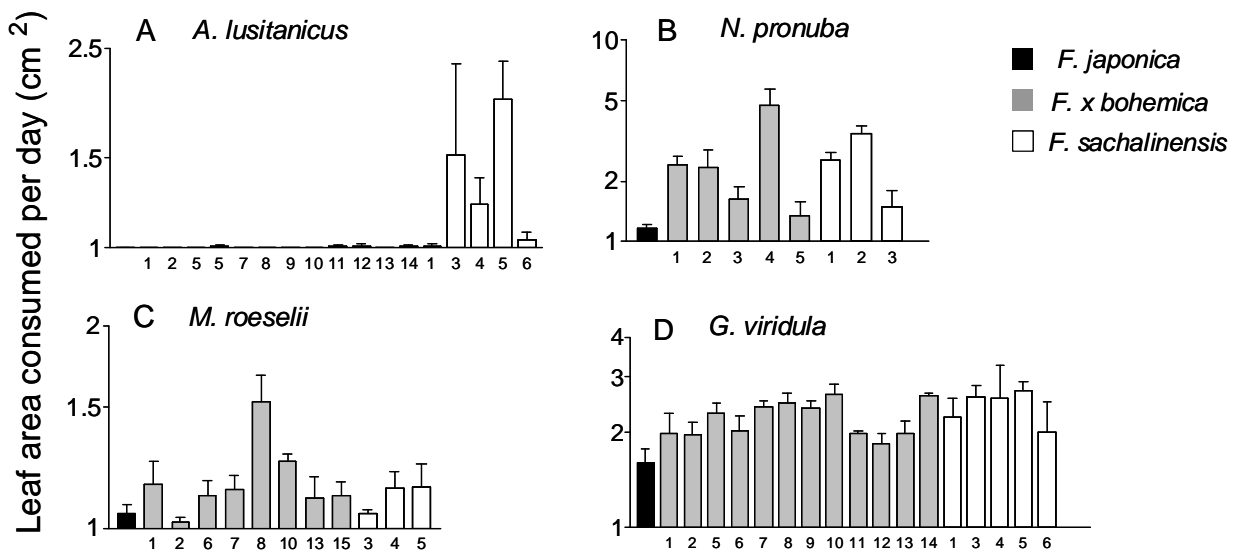 Leaf area consumed per day (cm 2)
A A. lusitanicus
2.5
1.5
1
1 2 5 5 7 8 9 10 11 12 13 14 1 3 4 5 6
B N. pronuba
10
5
2
1
1 2 3 4 5 1 2 3
F. japonica
F. x bohemica
F. sachalinensis
C M. roeselii
2
1.5
1
1 2 6 7 8 10 13 15 3 4 5
D G. viridula
4
3
2
1
1 2 5 6 7 8 9 10 11 12 13 14 1 3 4 5 6